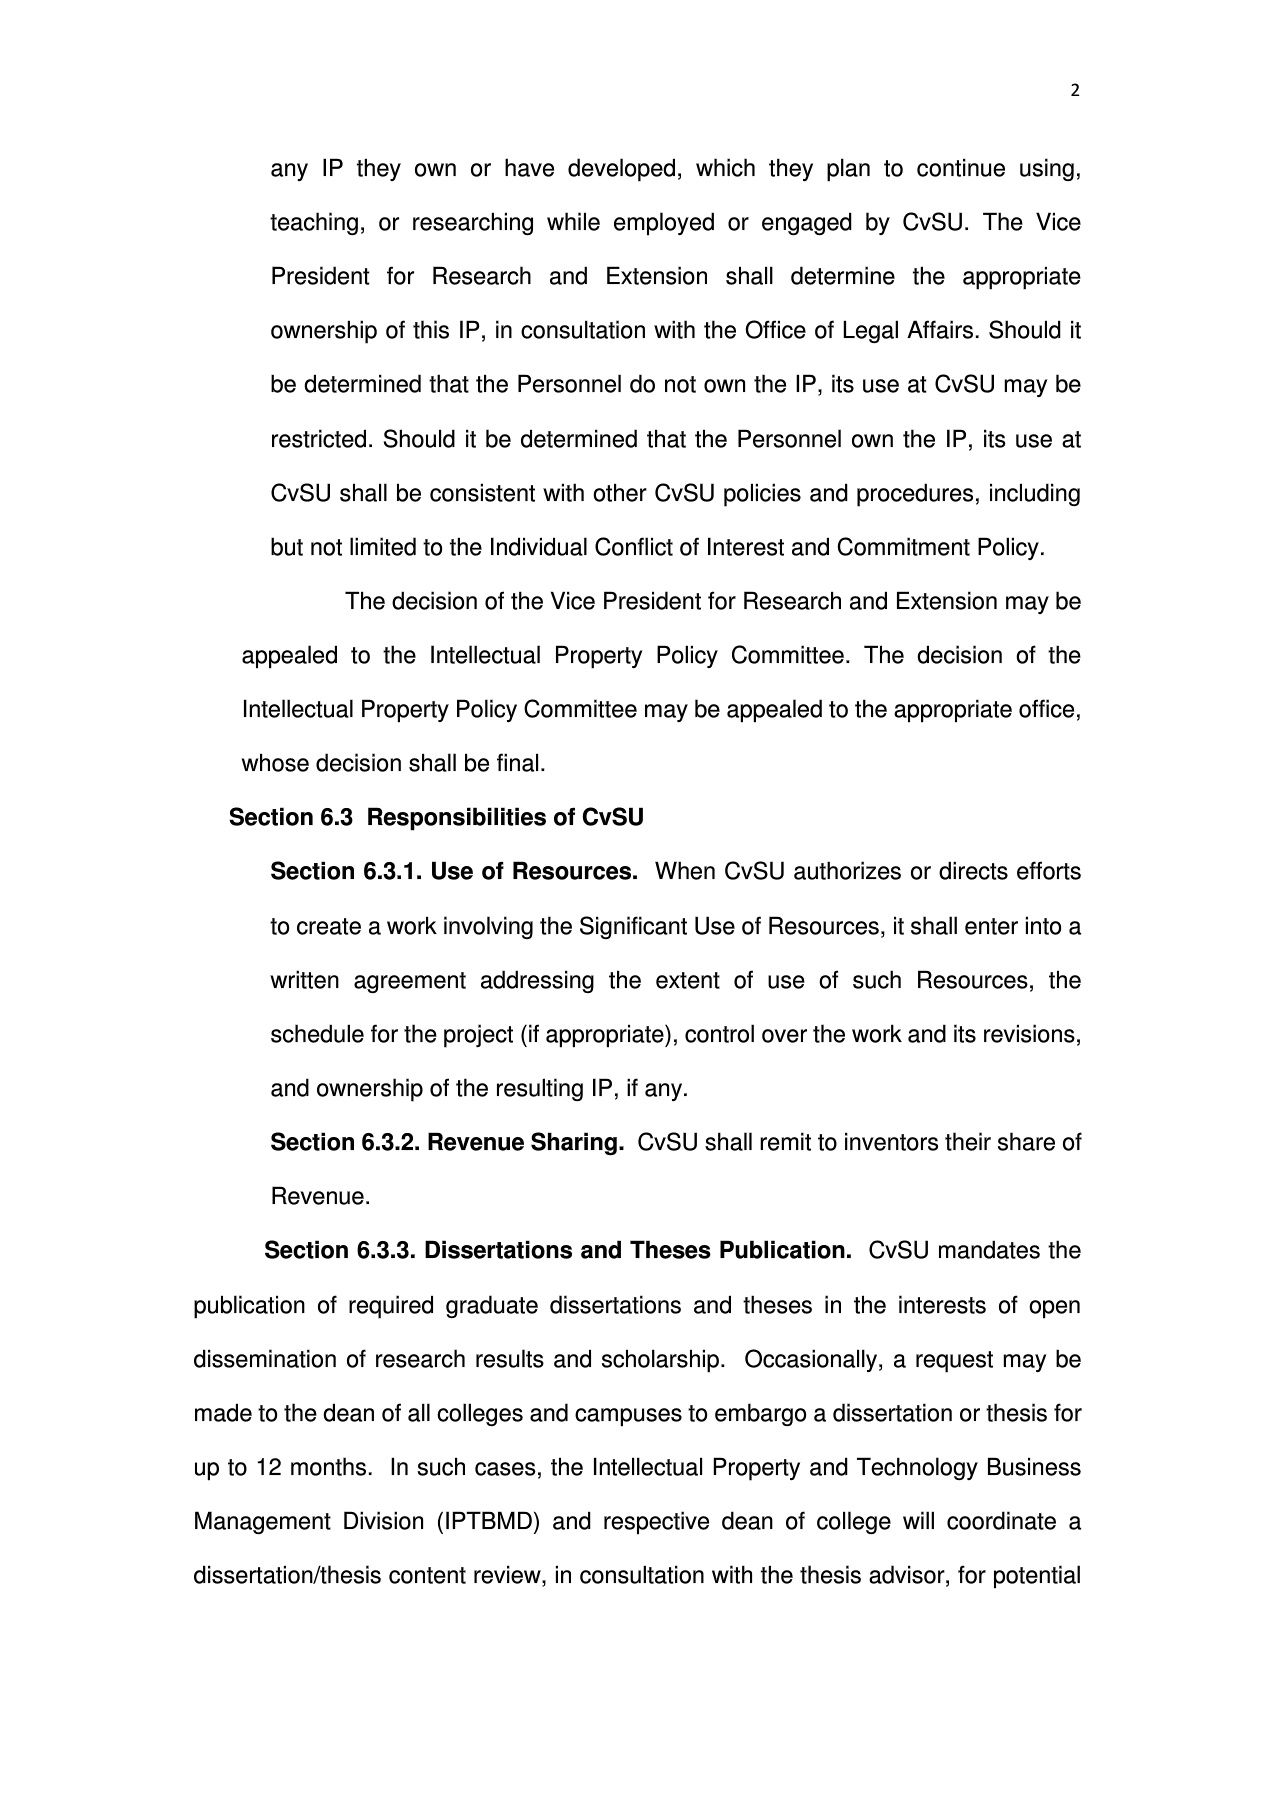 2
any IP they own or have developed, which they plan to continue using,
teaching, or researching while employed or engaged by CvSU. The Vice
President for Research and Extension shall determine the appropriate
ownership of this IP, in consultation with the Office of Legal Affairs. Should it
be determined that the Personnel do not own the IP, its use at CvSU may be
restricted. Should it be determined that the Personnel own the IP, its use at
CvSU shall be consistent with other CvSU policies and procedures, including
but not limited to the Individual Conflict of Interest and Commitment Policy.
The decision of the Vice President for Research and Extension may be
appealed to the Intellectual Property Policy Committee. The decision of the
Intellectual Property Policy Committee may be appealed to the appropriate office,
whose decision shall be final.
Section 6.3 Responsibilities of CvSU
Section 6.3.1. Use of Resources. When CvSU authorizes or directs efforts
to create a work involving the Significant Use of Resources, it shall enter into a
written agreement addressing the extent of use of such Resources, the
schedule for the project (if appropriate), control over the work and its revisions,
and ownership of the resulting IP, if any.
Section 6.3.2. Revenue Sharing. CvSU shall remit to inventors their share of
Revenue.
Section 6.3.3. Dissertations and Theses Publication. CvSU mandates the
publication of required graduate dissertations and theses in the interests of open
dissemination of research results and scholarship. Occasionally, a request may be
made to the dean of all colleges and campuses to embargo a dissertation or thesis for
up to 12 months. In such cases, the Intellectual Property and Technology Business
Management Division (IPTBMD) and respective dean of college will coordinate a
dissertation/thesis content review, in consultation with the thesis advisor, for potential